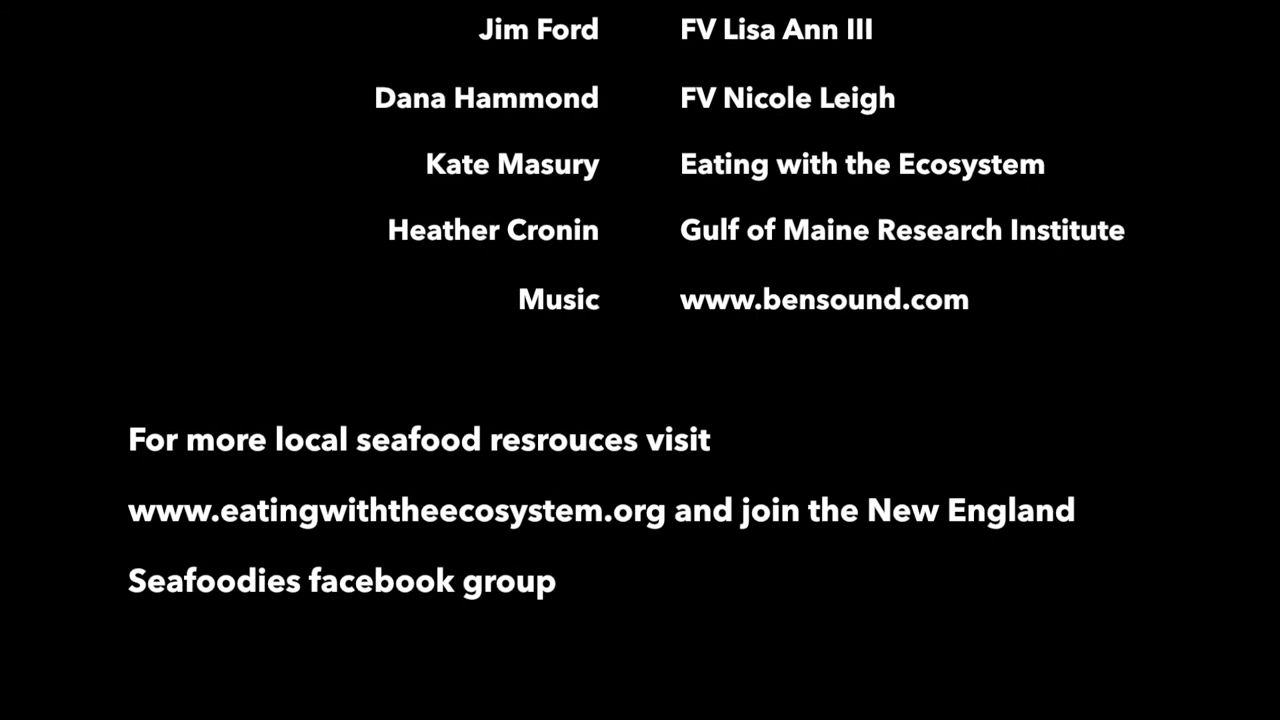 Jim Ford FV Lisa Ann III
Dana Hammond FV Nicole Leigh
Kate Masury Eating with the Ecosystem
Heather Cronin Gulf of Maine Research Institute
Music www.bensound.com
For more local seafood resrouces visit
www.eatingwiththeecosystem.org and join the New England
Seafoodies facebook group